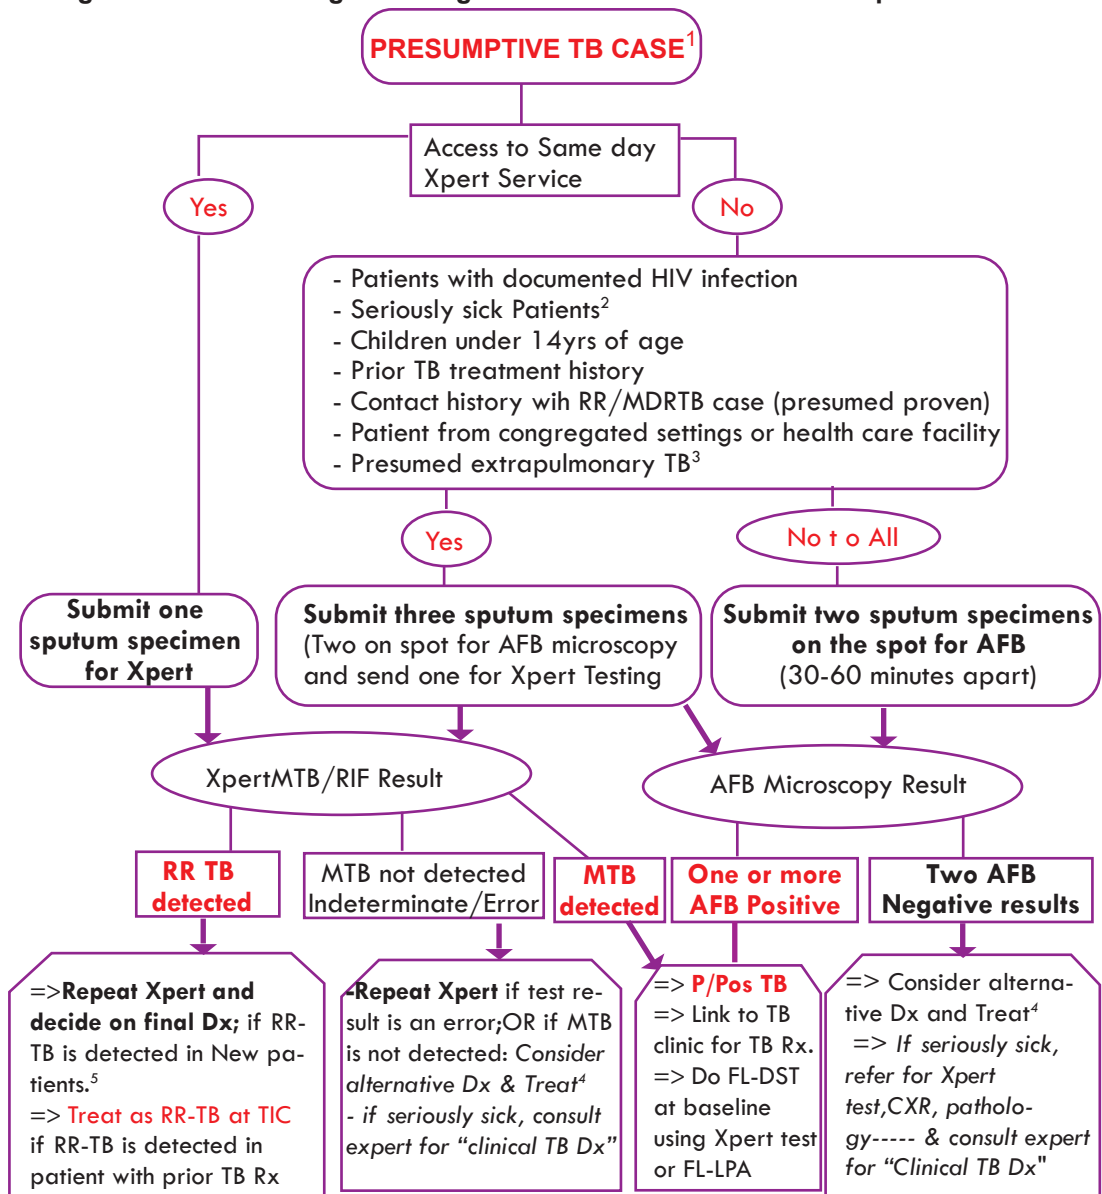 PRESUMPTIVE TB CASE1
Access to Same day
Xpert Service
Yes
No
- Patients with documented HIV infection
- Seriously sick Patients2
- Children under 14yrs of age
- Prior TB treatment history
- Contact history wih RR/MDRTB case (presumed proven)
- Patient from congregated settings or health care facility
- Presumed extrapulmonary TB3
Yes
No t o All
Submit one
sputum specimen
for Xpert
Submit three sputum specimens
(Two on spot for AFB microscopy
and send one for Xpert Testing
Submit two sputum specimens
on the spot for AFB
(30-60 minutes apart)
XpertMTB/RIF Result
AFB Microscopy Result
RR TB
detected
MTB not detected
Indeterminate/Error
MTB
detected
One or more
AFB Positive
Two AFB
Negative results
=>Repeat Xpert and
decide on final Dx; if RR-
TB is detected in New pa-
tients.5
=> Treat as RR-TB at TIC
if RR-TB is detected in
patient with prior TB Rx
-Repeat Xpert if test re-
sult is an error;OR if MTB
is not detected: Consider
alternative Dx & Treat4
- if seriously sick, consult
expert for “clinical TB Dx”
=> P/Pos TB
=> Link to TB
clinic for TB Rx.
=> Do FL-DST
at baseline
using Xpert test
or FL-LPA
=> Consider alterna-
tive Dx and Treat4
=> If seriously sick,
refer for Xpert
test,CXR, patholo-
gy----- & consult expert
for “Clinical TB Dx"